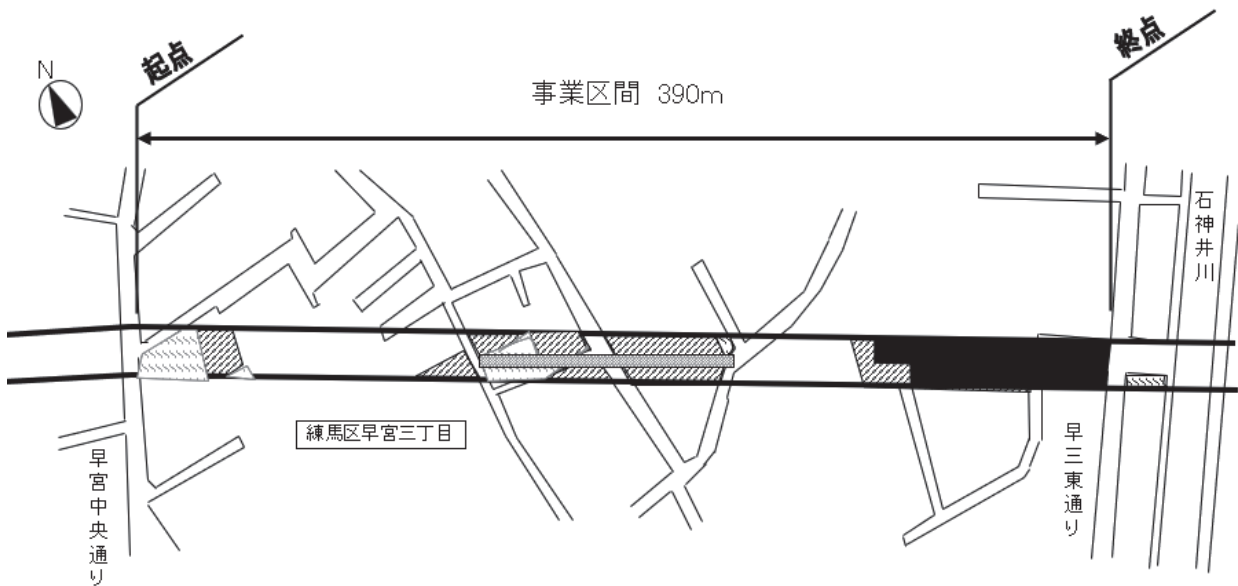 起点
終点
N
事業区間 390m
石神井川
練馬区早宮三丁目
早宮中央通り
早三東通り